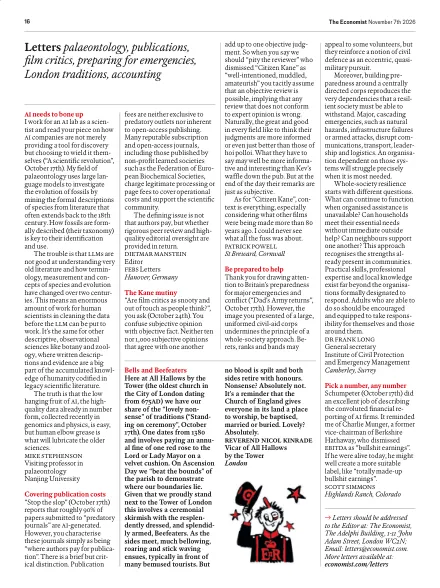 16
The Economist November 7th 2026
Letters palaeontology, publications,
film critics, preparing for emergencies,
London traditions, accounting
AI needs to bone up
I work for an AI lab as a scien-
tist and read your piece on how
AI companies are not merely
providing a tool for discovery
but choosing to wield it them-
selves ("A scientific revolution",
October 17th). My field of
palaeontology uses large lan-
guage models to investigate
the evolution of fossils by
mining the formal descriptions
of species from literature that
often extends back to the 18th
century. How fossils are for-
mally described (their taxonomy)
is key to their identification
and use.
The trouble is that LLMs are
not good at understanding very
old literature and how termin-
ology, measurement and con-
cepts of species and evolution
have changed over two centu-
ries. This means an enormous
amount of work for human
scientists in cleaning the data
before the LLM can be put to
work. It's the same for other
descriptive, observational
sciences like botany and zool-
ogy, where written descrip-
tions and evidence are a big
part of the accumulated knowl-
edge of humanity codified in
legacy scientific literature.
The truth is that the low
hanging fruit of AI, the high-
quality data already in number
form, collected recently in
genomics and physics, is easy,
but human elbow grease is
what will lubricate the older
sciences.
MIKE STEPHENSON
Visiting professor in
palaeontology
Nanjing University
Covering publication costs
"Stop the slop" (October 17th)
reports that roughly 90% of
papers submitted to "predatory
journals" are AI-generated.
However, you characterise
these journals simply as being
"where authors pay for publica-
tion". There is a brief but crit-
ical distinction. Publication
fees are neither exclusive to
predatory outlets nor inherent
to open-access publishing.
Many reputable subscription
and open-access journals,
including those published by
non-profit learned societies
such as the Federation of Euro-
pean Biochemical Societies,
charge legitimate processing or
page fees to cover operational
costs and support the scientific
community.
The defining issue is not
that authors pay, but whether
rigorous peer review and high-
quality editorial oversight are
provided in return.
DIETMAR MANSTEIN
Editor
FEBS Letters
Hanover, Germany
The Kane mutiny
"Are film critics as snooty and
out of touch as people think?",
you ask (October 24th). You
confuse subjective opinion
with objective fact. Neither ten
nor 1,000 subjective opinions
that agree with one another
add up to one objective judg-
ment. So when you say we
should "pity the reviewer" who
dismissed "Citizen Kane" as
"well-intentioned, muddled,
amateurish" you tacitly assume
that an objective review is
possible, implying that any
review that does not conform
to expert opinion is wrong.
Naturally, the great and good
in every field like to think their
judgments are more informed
or even just better than those of
hoi polloi. What they have to
say may well be more informa-
tive and interesting than Kev's
waffle down the pub. But at the
end of the day their remarks are
just as subjective.
As for "Citizen Kane", con-
text is everything, especially
considering what other films
were being made more than 80
years ago. I could never see
what all the fuss was about.
PATRICK POWELL
St Breward, Cornwall
Be prepared to help
Thank you for drawing atten-
tion to Britain's preparedness
for major emergencies and
conflict ("Dad's Army returns",
October 17th). However, the
image you presented of a large,
uniformed civil-aid corps
undermines the principle of a
whole-society approach. Be-
rets, ranks and bands may
appeal to some volunteers, but
they reinforce a notion of civil
defence as an eccentric, quasi-
military pursuit.
Moreover, building pre-
paredness around a centrally
directed corps reproduces the
very dependencies that a resil-
ient society must be able to
withstand. Major, cascading
emergencies, such as natural
hazards, infrastructure failures
or armed attacks, disrupt com-
munications, transport, leader-
ship and logistics. An organisa-
tion dependent on those sys-
tems will struggle precisely
when it is most needed.
Whole-society resilience
starts with different questions.
What can continue to function
when organised assistance is
unavailable? Can households
meet their essential needs
without immediate outside
help? Can neighbours support
one another? This approach
recognises the strengths al-
ready present in communities.
Practical skills, professional
expertise and local knowledge
exist far beyond the organisa-
tions formally designated to
respond. Adults who are able to
do so should be encouraged
and equipped to take responsi-
bility for themselves and those
around them.
DR FRANK LONG
General secretary
Institute of Civil Protection
and Emergency Management
Camberley, Surrey
Pick a number, any number
Schumpeter (October 17th) did
an excellent job of describing
the convoluted financial re-
porting of AI firms. It reminded
me of Charlie Munger, a former
vice-chairman of Berkshire
Hathaway, who dismissed
EBITDA as "bullshit earnings".
If he were alive today, he might
well create a more suitable
label, like "totally made-up
bullshit earnings".
SCOTT SIMMONS
Highlands Ranch, Colorado
Bells and Beefeaters
Here at All Hallows by the
Tower (the oldest church in
the City of London dating
from 675AD) we have our
share of the "lovely non-
sense" of traditions ("Stand-
ing on ceremony", October
17th). One dates from 1380
and involves paying an annu-
al fine of one red rose to the
Lord or Lady Mayor on a
velvet cushion. On Ascension
Day we "beat the bounds" of
the parish to demonstrate
where our boundaries lie.
Given that we proudly stand
next to the Tower of London
this involves a ceremonial
skirmish with the resplen-
dently dressed, and splendid-
ly armed, Beefeaters. As the
sides meet, much bellowing,
roaring and stick waving
ensues, typically in front of
many bemused tourists. But
no blood is spilt and both
sides retire with honours.
Nonsense? Absolutely not.
It's a reminder that the
Church of England gives
everyone in its land a place
to worship, be baptised,
married or buried. Lovely?
Absolutely.
REVEREND NICOL KINRADE
Vicar of All Hallows
by the Tower
London
→ Letters should be addressed
to the Editor at: The Economist,
The Adelphi Building, 1-11 John
Adam Street, London WC2N
Email: letters@economist.com.
More letters available at:
economist.com/letters